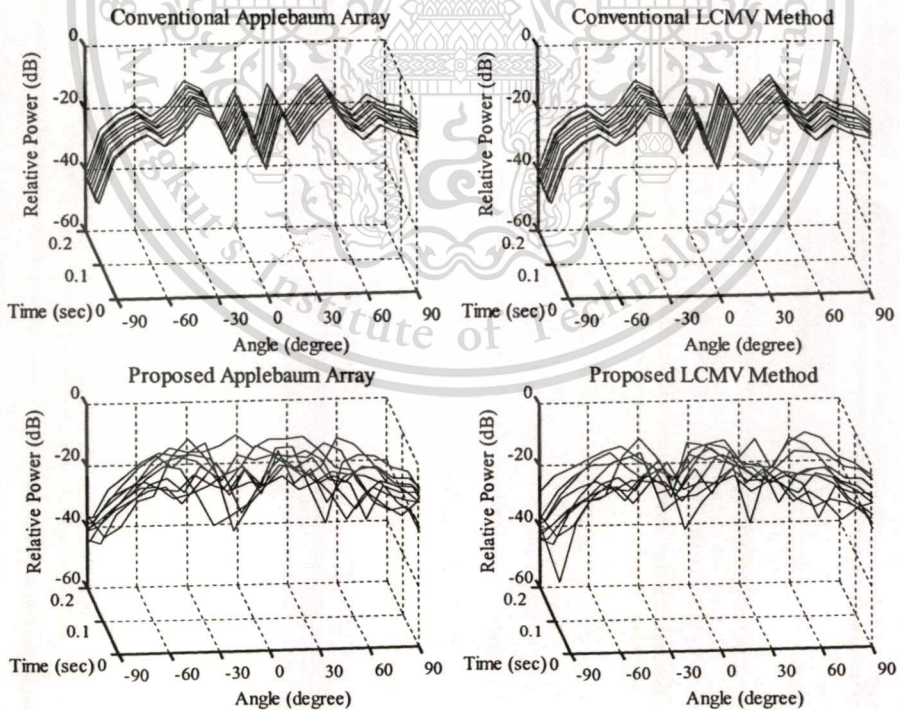 Conventional Applebaum Array
Relative Power (dB)
0
-20
-40
-60
0.2
0.1
Time (sec) 0
-90 -60 -30 0 30 60 90
Angle (degree)
Conventional LCMV Method
Relative Power (dB)
0
-20
-40
-60
0.2
0.1
Time (sec) 0
-90 -60 -30 0 30 60 90
Angle (degree)
Proposed Applebaum Array
Relative Power (dB)
0
-20
-40
-60
0.2
0.1
Time (sec) 0
-90 -60 -30 0 30 60 90
Angle (degree)
Proposed LCMV Method
Relative Power (dB)
0
-20
-40
-60
0.2
0.1
Time (sec) 0
-90 -60 -30 0 30 60 90
Angle (degree)
Institute of Technology